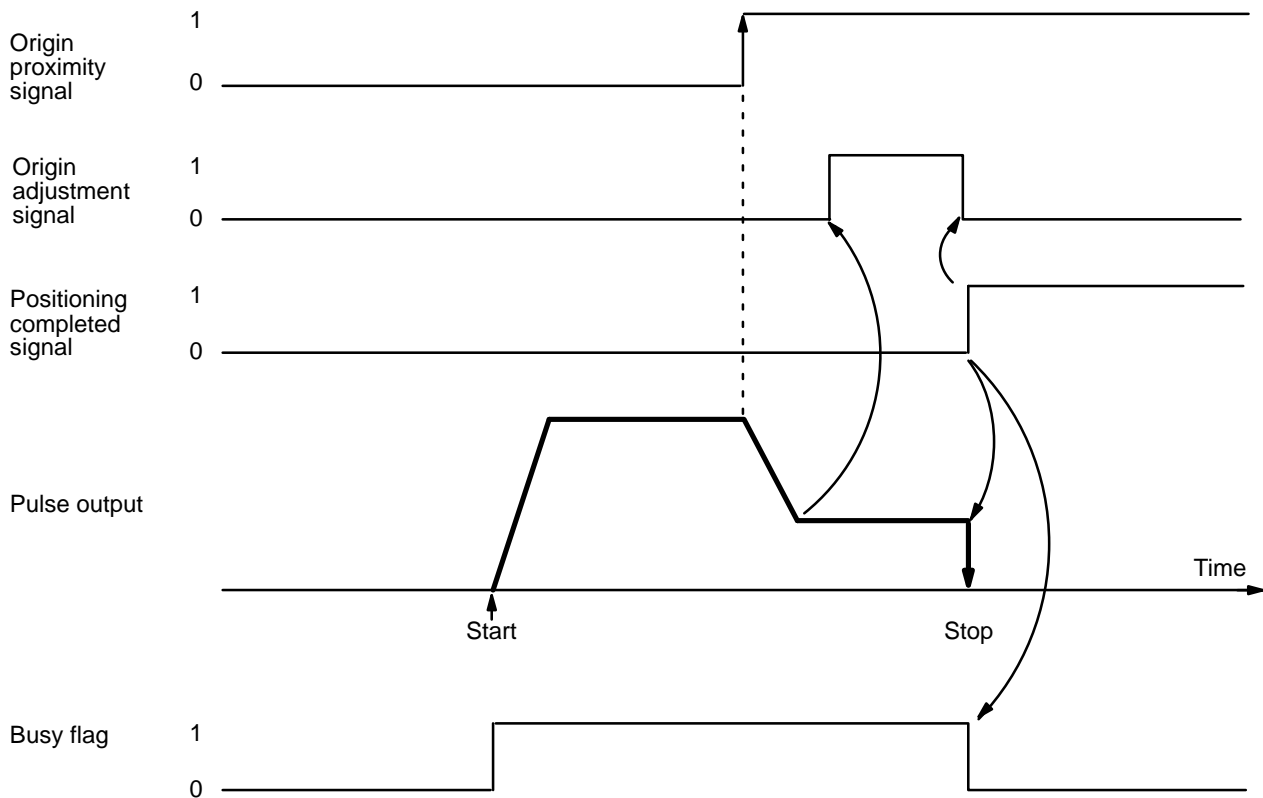 1
Origin
proximity
signal
0
Origin
adjustment
signal
1
0
Positioning
completed
signal
1
0
Pulse output
Time
Start
Stop
Busy flag
1
0